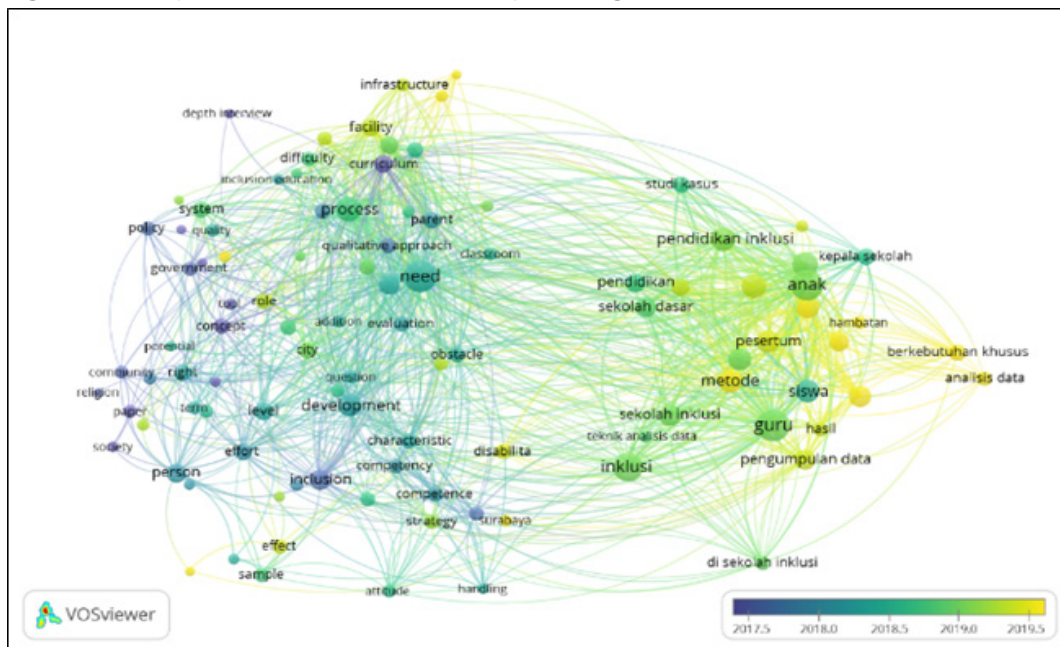 infrastructure
depth interview
facility
difficulty
curriculum
inclusion education
studi kasus
system
process
parent
policy
quality
pendidikan inklusi
qualitative approach
classroom
kepala sekolah
government
need
pendidikan
anak
tool
role
sekolah dasar
concept
addition
evaluation
hambatan
potential
city
obstacle
pesertum
berkebutuhan khusus
community
right
question
metode
siswa
analisis data
religion
paper
term
level
development
sekolah inklusi
guru
hasil
society
effort
characteristic
teknik analisis data
disabilita
pengumpulan data
person
inclusion
competency
inklusi
competence
strategy
surabaya
effect
sample
di sekolah inklusi
attitude
handling
VOSviewer
2017.5 2018.0 2018.5 2019.0 2019.5